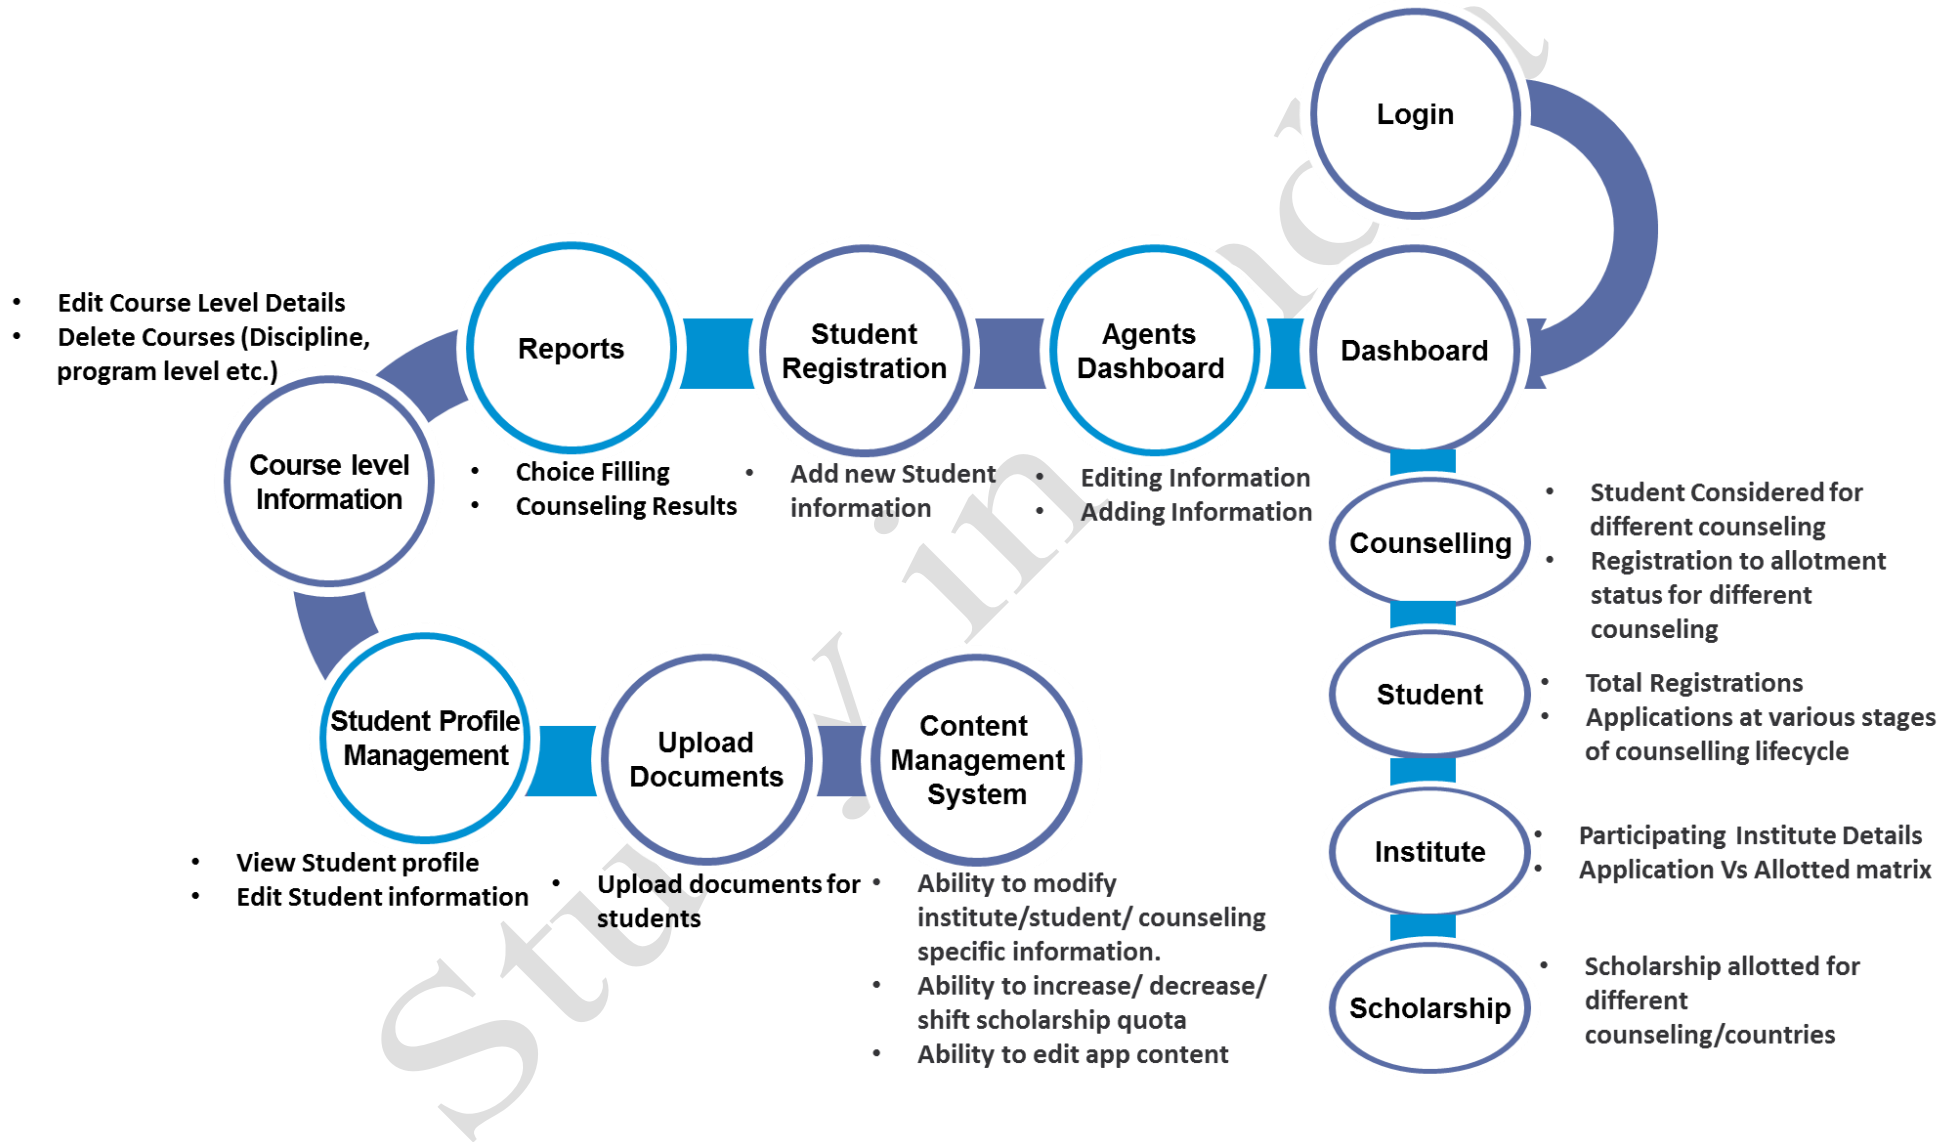 Login
• Edit Course Level Details
• Delete Courses (Discipline,
program level etc.)
Reports
Student
Registration
Agents
Dashboard
Dashboard
Course level
Information
• Choice Filling
• Counseling Results
• Add new Student
information
• Editing Information
• Adding Information
Counselling
• Student Considered for
different counseling
• Registration to allotment
status for different
counseling
Student
• Total Registrations
• Applications at various stages
of counselling lifecycle
Student Profile
Management
Upload
Documents
Content
Management
System
Institute
• Participating Institute Details
• Application Vs Allotted matrix
• View Student profile
• Edit Student information
• Upload documents for
students
• Ability to modify
institute/student/ counseling
specific information.
• Ability to increase/ decrease/
shift scholarship quota
• Ability to edit app content
Scholarship
• Scholarship allotted for
different
counseling/countries